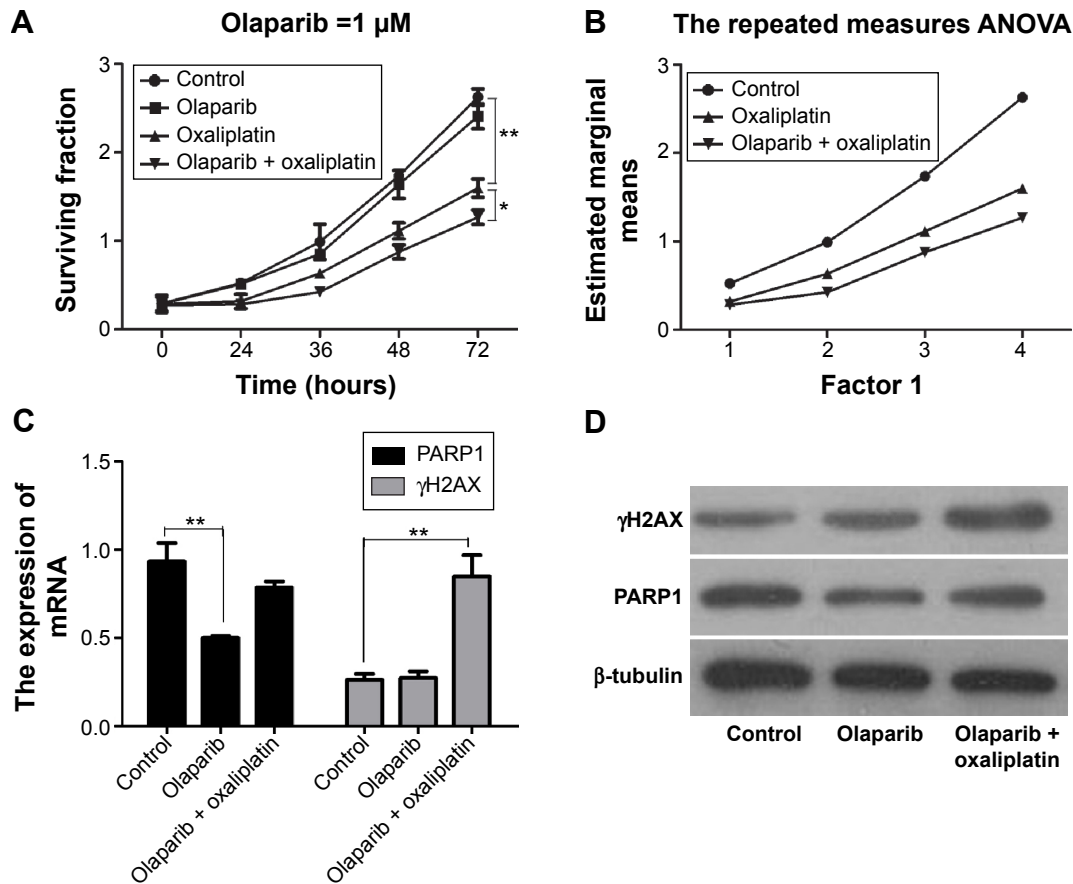 A
Olaparib =1 μM
Surviving fraction
3
2
1
0
Control
Olaparib
Oxaliplatin
Olaparib + oxaliplatin
**
*
0 24 36 48 72
Time (hours)
B
The repeated measures ANOVA
Estimated marginal
means
3
2
1
0
Control
Oxaliplatin
Olaparib + oxaliplatin
1 2 3 4
Factor 1
C
The expression of
mRNA
1.5
1.0
0.5
0.0
PARP1
γH2AX
**
**
Control
Olaparib
Olaparib + oxaliplatin
Control
Olaparib
Olaparib + oxaliplatin
D
γH2AX
PARP1
β-tubulin
Control
Olaparib
Olaparib +
oxaliplatin